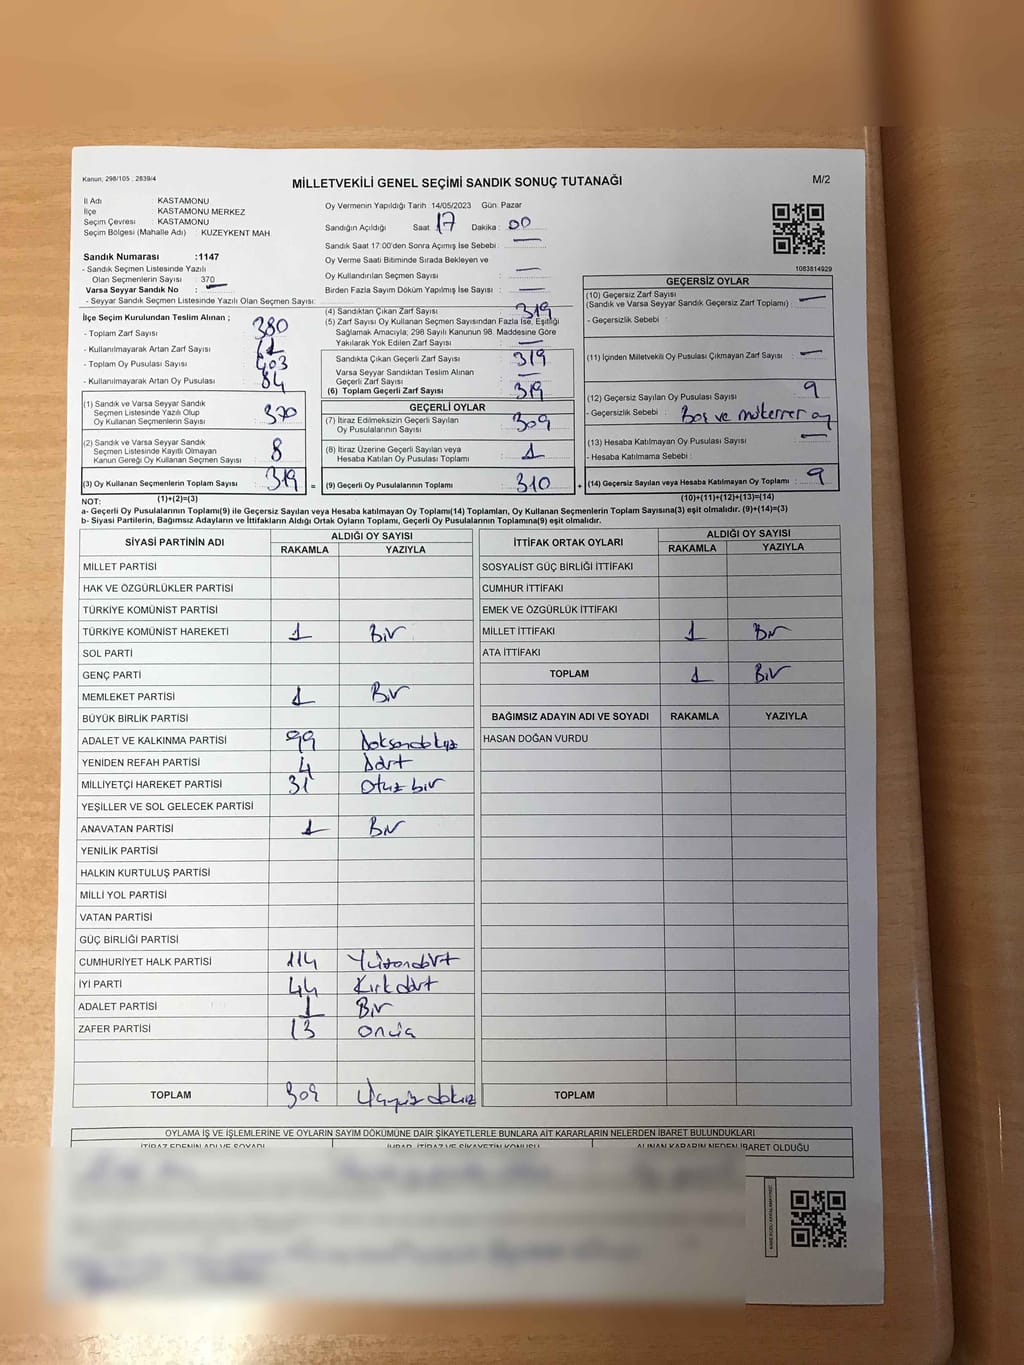 Kanun; 298/105 , 2839/4
MİLLETVEKİLİ GENEL SEÇİMİ SANDIK SONUÇ TUTANAĞI
M/2
İl Adı : KASTAMONU
İlçe : KASTAMONU MERKEZ
Seçim Çevresi : KASTAMONU
Seçim Bölgesi (Mahalle Adı) : KUZEYKENT MAH.
Sandık Numarası :1147
- Sandık Seçmen Listesinde Yazılı
Olan Seçmenlerin Sayısı : 370
Varsa Seyyar Sandık No : —
- Seyyar Sandık Seçmen Listesinde Yazılı Olan Seçmen Sayısı:
Oy Vermenin Yapıldığı Tarih :14/05/2023 Gün: Pazar
Sandığın Açıldığı Saat: 17 Dakika : 00
Sandık Saat 17:00'den Sonra Açılmış İse Sebebi : —
Oy Verme Saati Bitiminde Sırada Bekleyen ve
Oy Kullandırılan Seçmen Sayısı : —
Birden Fazla Sayım Döküm Yapılmış İse Sayısı : —
1083814929
İlçe Seçim Kurulundan Teslim Alınan ;
- Toplam Zarf Sayısı : 380
- Kullanılmayarak Artan Zarf Sayısı :
- Toplam Oy Pusulası Sayısı : 403
- Kullanılmayarak Artan Oy Pusulası : 84
(1) Sandık ve Varsa Seyyar Sandık
Seçmen Listesinde Yazılı Olup
Oy Kullanan Seçmenlerin Sayısı : 370
(2) Sandık ve Varsa Seyyar Sandık
Seçmen Listesinde Kayıtlı Olmayan
Kanun Gereği Oy Kullanan Seçmen Sayısı : 8
(3) Oy Kullanan Seçmenlerin Toplam Sayısı : 319
(4) Sandıktan Çıkan Zarf Sayısı : 319
(5) Zarf Sayısı Oy Kullanan Seçmen Sayısından Fazla İse, Eşitliği
Sağlamak Amacıyla; 298 Sayılı Kanunun 98. Maddesine Göre
Yakılarak Yok Edilen Zarf Sayısı : —
Sandıkta Çıkan Geçerli Zarf Sayısı : 319
Varsa Seyyar Sandıktan Teslim Alınan
Geçerli Zarf Sayısı : —
(6) Toplam Geçerli Zarf Sayısı : 319
GEÇERLİ OYLAR
(7) İtiraz Edilmeksizin Geçerli Sayılan
Oy Pusulalarının Sayısı : 309
(8) İtiraz Üzerine Geçerli Sayılan veya
Hesaba Katılan Oy Pusulası Toplamı : 1
= (9) Geçerli Oy Pusulalarının Toplamı : 310
GEÇERSİZ OYLAR
(10) Geçersiz Zarf Sayısı
(Sandık ve Varsa Seyyar Sandık Geçersiz Zarf Toplamı) : —
- Geçersizlik Sebebi :
(11) İçinden Milletvekili Oy Pusulası Çıkmayan Zarf Sayısı : —
(12) Geçersiz Sayılan Oy Pusulası Sayısı : 9
- Geçersizlik Sebebi : Boş ve mükerrer oy
(13) Hesaba Katılmayan Oy Pusulası Sayısı : —
- Hesaba Katılmama Sebebi :
+ (14) Geçersiz Sayılan veya Hesaba Katılmayan Oy Toplamı : 9
NOT: (1)+(2)=(3) (10)+(11)+(12)+(13)=(14)
a- Geçerli Oy Pusulalarının Toplamı(9) ile Geçersiz Sayılan veya Hesaba katılmayan Oy Toplamı(14) Toplamları, Oy Kullanan Seçmenlerin Toplam Sayısına(3) eşit olmalıdır. (9)+(14)=(3)
b- Siyasi Partilerin, Bağımsız Adayların ve İttifakların Aldığı Ortak Oyların Toplamı, Geçerli Oy Pusulalarının Toplamına(9) eşit olmalıdır.
SİYASİ PARTİNİN ADI ALDIĞI OY SAYISI
RAKAMLA YAZIYLA
MİLLET PARTİSİ
HAK VE ÖZGÜRLÜKLER PARTİSİ
TÜRKİYE KOMÜNİST PARTİSİ
TÜRKİYE KOMÜNİST HAREKETİ 1 Bir
SOL PARTİ
GENÇ PARTİ
MEMLEKET PARTİSİ 1 Bir
BÜYÜK BİRLİK PARTİSİ
ADALET VE KALKINMA PARTİSİ 99 Doksandokuz
YENİDEN REFAH PARTİSİ 4 Dört
MİLLİYETÇİ HAREKET PARTİSİ 31 Otuz bir
YEŞİLLER VE SOL GELECEK PARTİSİ
ANAVATAN PARTİSİ 1 Bir
YENİLİK PARTİSİ
HALKIN KURTULUŞ PARTİSİ
MİLLİ YOL PARTİSİ
VATAN PARTİSİ
GÜÇ BİRLİĞİ PARTİSİ
CUMHURİYET HALK PARTİSİ 114 Yüzondört
İYİ PARTİ 44 Kırkdört
ADALET PARTİSİ 1 Bir
ZAFER PARTİSİ 13 onüç
TOPLAM 309 Üçyüz dokuz
İTTİFAK ORTAK OYLARI ALDIĞI OY SAYISI
RAKAMLA YAZIYLA
SOSYALİST GÜÇ BİRLİĞİ İTTİFAKI
CUMHUR İTTİFAKI
EMEK VE ÖZGÜRLÜK İTTİFAKI
MİLLET İTTİFAKI 1 Bir
ATA İTTİFAKI
TOPLAM 1 Bir
BAĞIMSIZ ADAYIN ADI VE SOYADI RAKAMLA YAZIYLA
HASAN DOĞAN VURDU
TOPLAM
OYLAMA İŞ VE İŞLEMLERİNE VE OYLARIN SAYIM DÖKÜMÜNE DAİR ŞİKAYETLERLE BUNLARA AİT KARARLARIN NELERDEN İBARET BULUNDUKLARI
İTİRAZ EDENİN ADI VE SOYADI İHBAR, İTİRAZ VE ŞİKAYETİN KONUSU ALINAN KARARIN NEDEN İBARET OLDUĞU